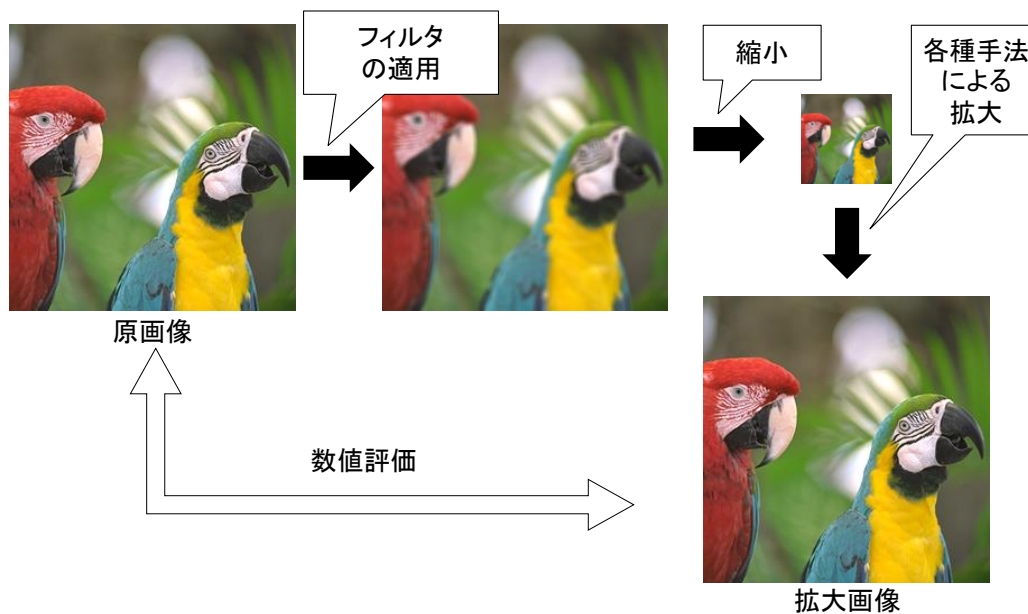 フィルタ
の適用
縮小
各種手法
による
拡大
原画像
数値評価
拡大画像